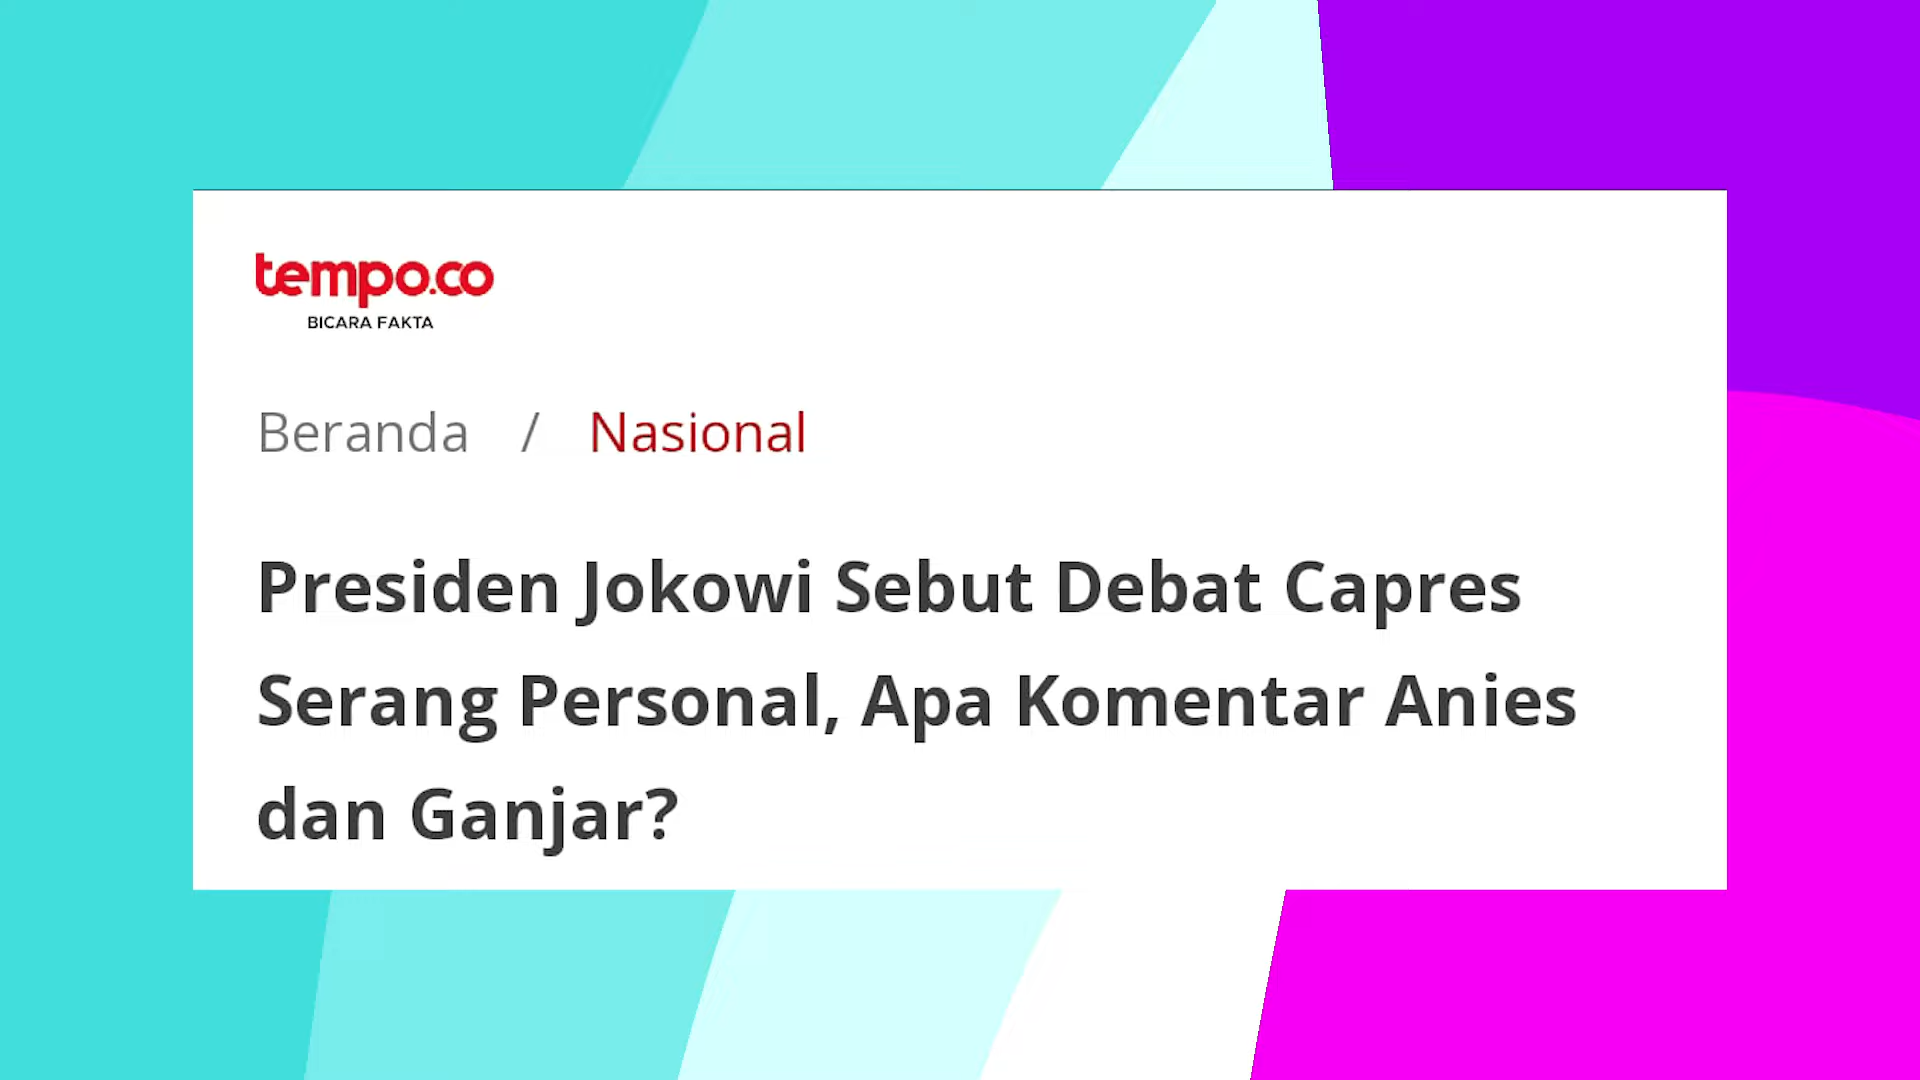 tempo.co
BICARA FAKTA
Beranda / Nasional
Presiden Jokowi Sebut Debat Capres
Serang Personal, Apa Komentar Anies
dan Ganjar?